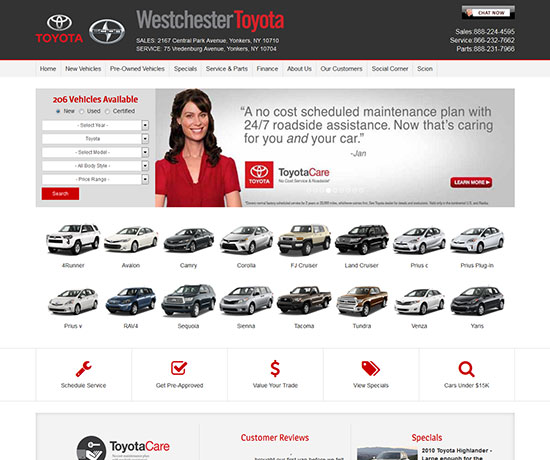 CHAT NOW
WestchesterToyota
TOYOTA
SCION
SALES: 2167 Central Park Avenue, Yonkers, NY 10710
SERVICE: 75 Vredenburg Avenue, Yonkers, NY 10704
Sales:888-224-4595
Service:866-232-7662
Parts:888-231-7966
Home New Vehicles Pre-Owned Vehicles Specials Service & Parts Finance About Us Our Customers Social Corner Scion
206 Vehicles Available
New Used Certified
- Select Year -
Toyota
- Select Model -
- All Body Style -
- Price Range -
Search
"A no cost scheduled maintenance plan with
24/7 roadside assistance. Now that's caring
for you and your car."
-Jan
TOYOTA
ToyotaCare
No Cost Service & Roadside
LEARN MORE
4Runner Avalon Camry Corolla FJ Cruiser Land Cruiser Prius c Prius Plug-In
Prius v RAV4 Sequoia Sienna Tacoma Tundra Venza Yaris
Schedule Service Get Pre-Approved Value Your Trade View Specials Cars Under $15K
ToyotaCare
Customer Reviews
Specials
2010 Toyota Highlander -
Large enough for the